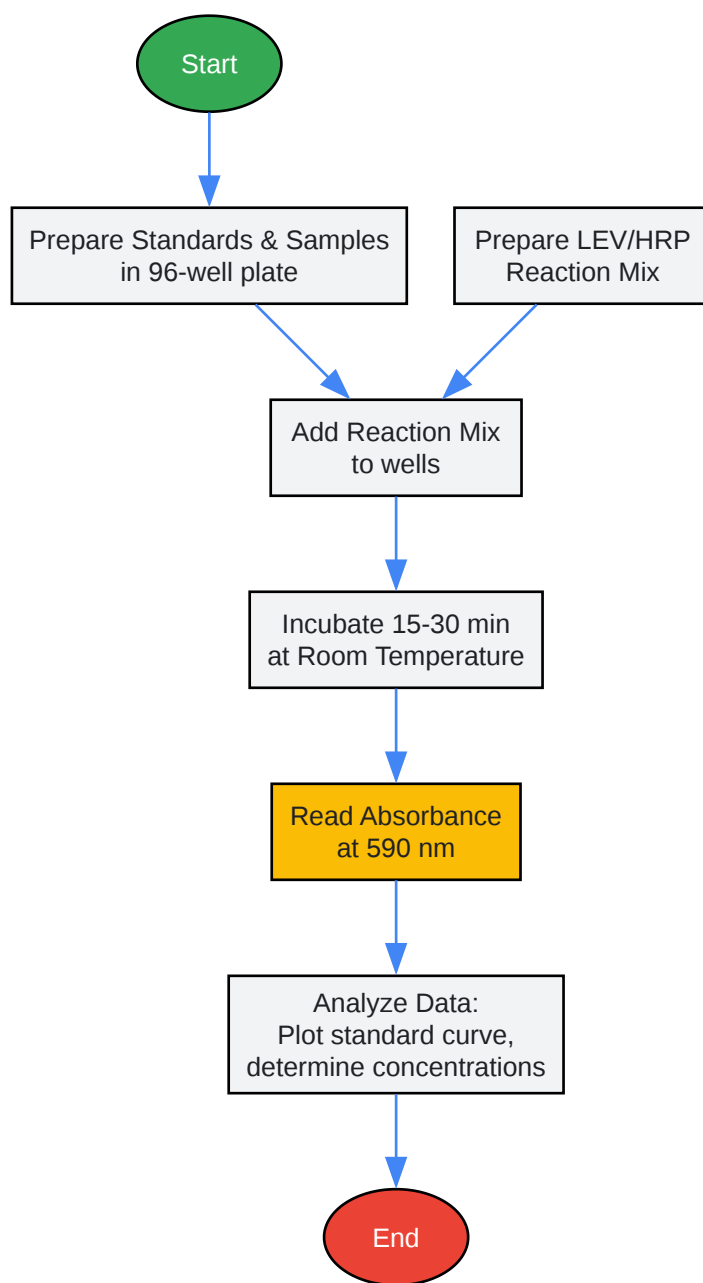 Start
Prepare Standards & Samples
in 96-well plate
Prepare LEV/HRP
Reaction Mix
Add Reaction Mix
to wells
Incubate 15-30 min
at Room Temperature
Read Absorbance
at 590 nm
Analyze Data:
Plot standard curve,
determine concentrations
End